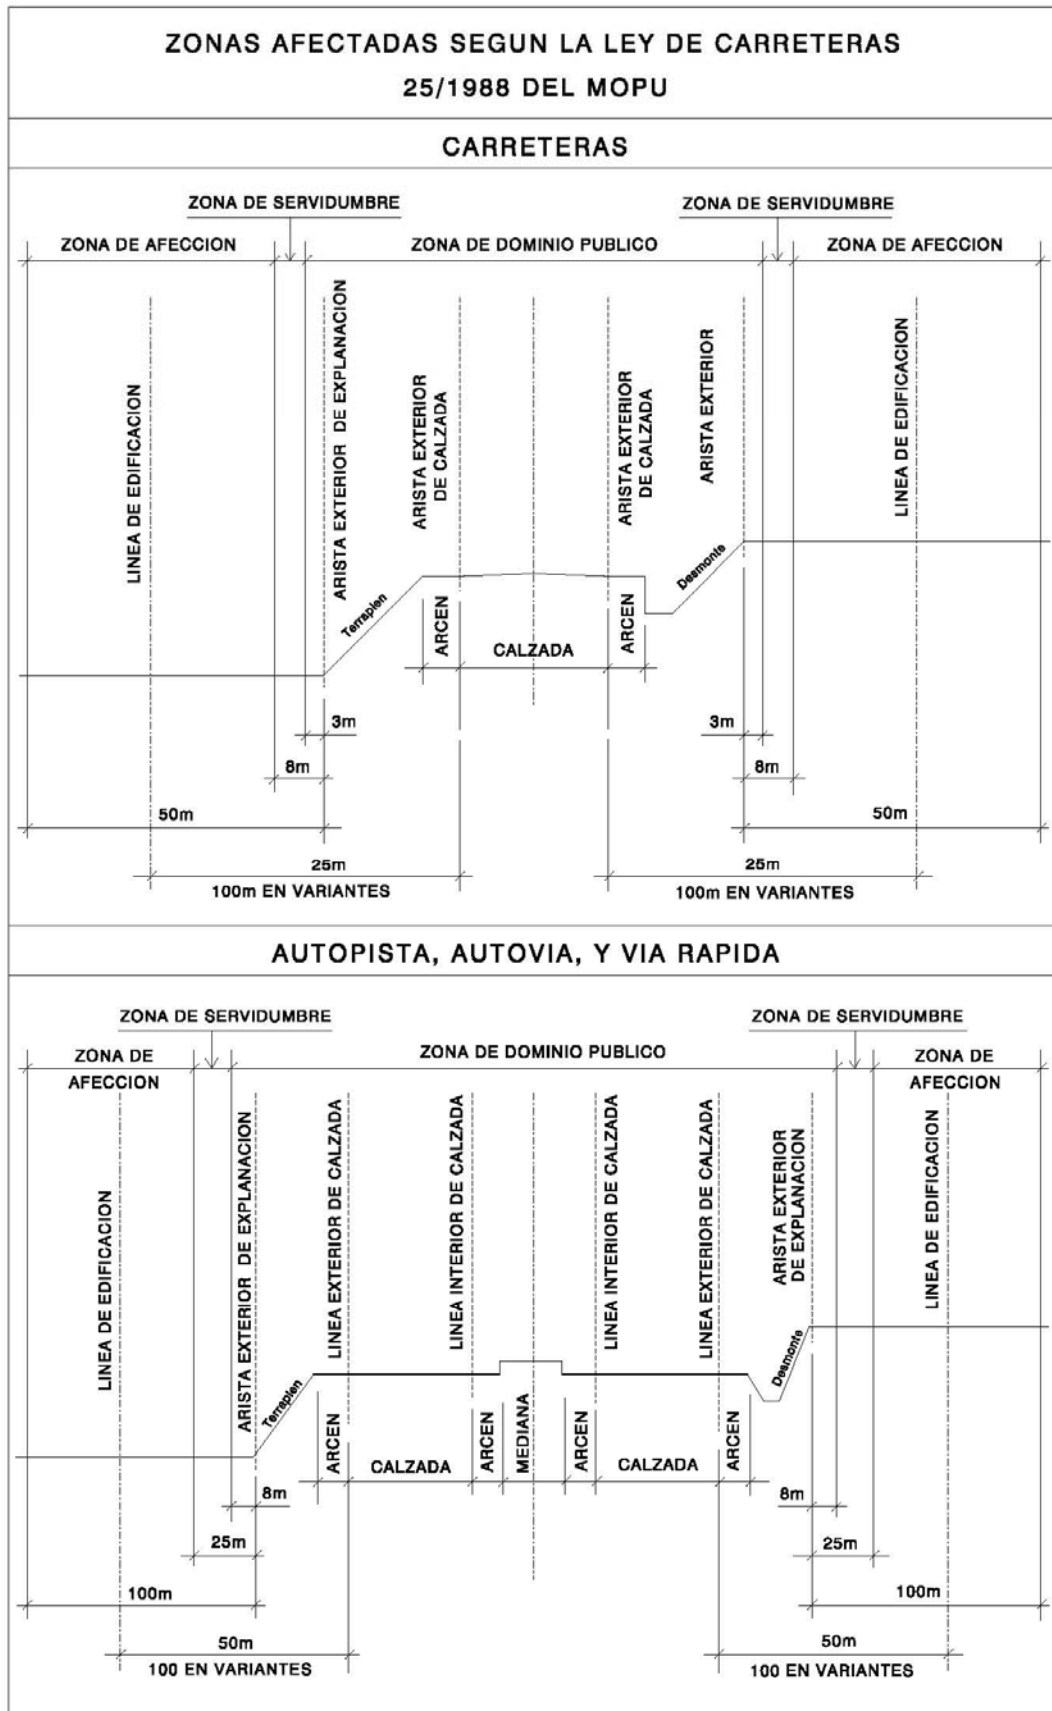 ZONAS AFECTADAS SEGUN LA LEY DE CARRETERAS
25/1988 DEL MOPU
CARRETERAS
ZONA DE SERVIDUMBRE
ZONA DE SERVIDUMBRE
ZONA DE AFECCION
ZONA DE DOMINIO PUBLICO
ZONA DE AFECCION
LINEA DE EDIFICACION
ARISTA EXTERIOR DE EXPLANACION
ARISTA EXTERIOR
DE CALZADA
ARISTA EXTERIOR
DE CALZADA
ARISTA EXTERIOR
LINEA DE EDIFICACION
Terraplen
Desmonte
ARCEN
CALZADA
ARCEN
3m
3m
8m
8m
50m
50m
25m
100m EN VARIANTES
25m
100m EN VARIANTES
AUTOPISTA, AUTOVIA, Y VIA RAPIDA
ZONA DE SERVIDUMBRE
ZONA DE SERVIDUMBRE
ZONA DE
AFECCION
ZONA DE DOMINIO PUBLICO
ZONA DE
AFECCION
LINEA DE EDIFICACION
ARISTA EXTERIOR DE EXPLANACION
LINEA EXTERIOR DE CALZADA
LINEA INTERIOR DE CALZADA
LINEA INTERIOR DE CALZADA
LINEA EXTERIOR DE CALZADA
ARISTA EXTERIOR
DE EXPLANACION
LINEA DE EDIFICACION
Terraplen
Desmonte
ARCEN
CALZADA
ARCEN
MEDIANA
ARCEN
CALZADA
ARCEN
8m
8m
25m
25m
100m
100m
50m
100 EN VARIANTES
50m
100 EN VARIANTES